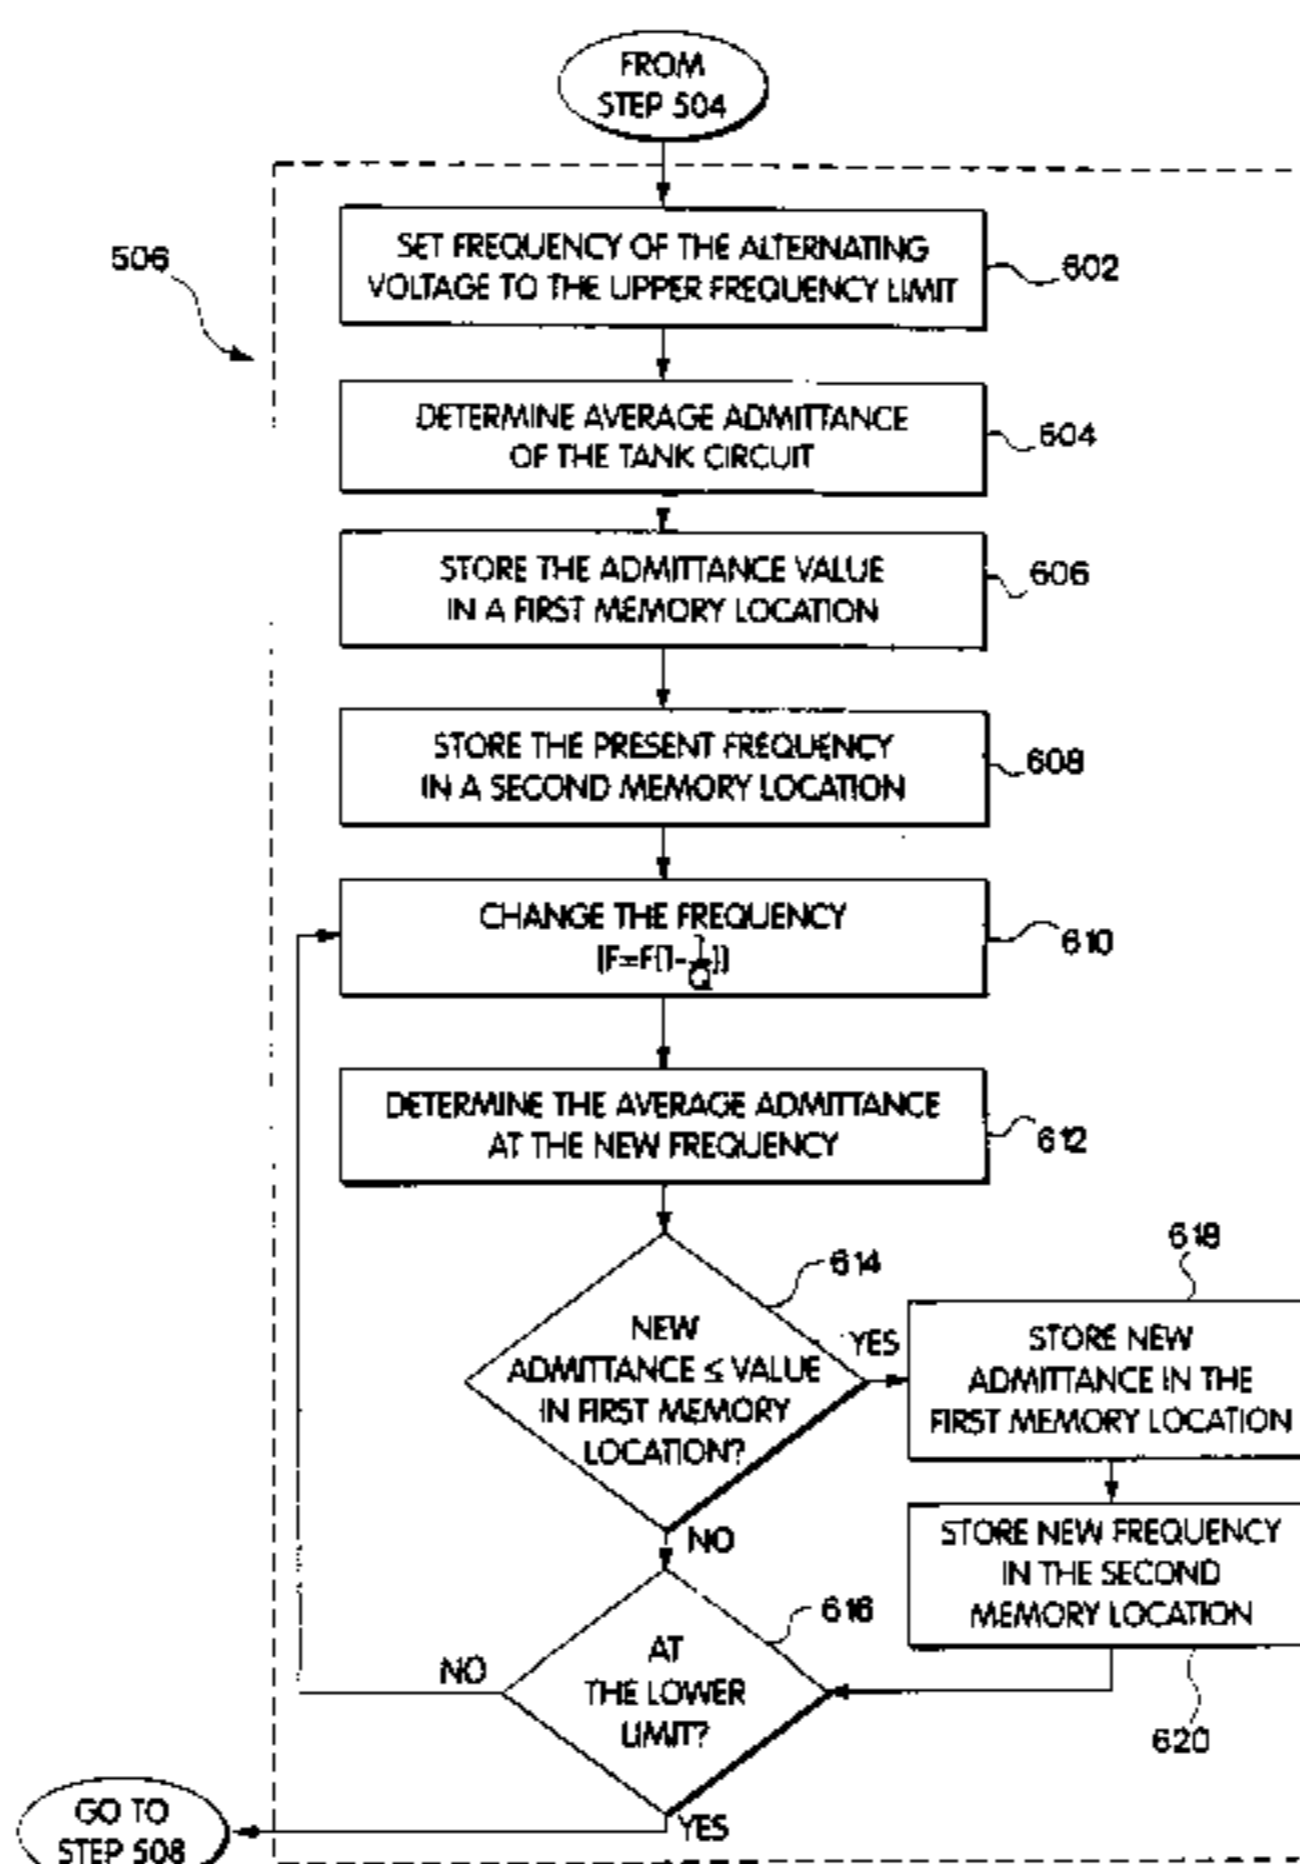 FROM
STEP 504
506
SET FREQUENCY OF THE ALTERNATING
VOLTAGE TO THE UPPER FREQUENCY LIMIT
602
DETERMINE AVERAGE ADMITTANCE
OF THE TANK CIRCUIT
604
STORE THE ADMITTANCE VALUE
IN A FIRST MEMORY LOCATION
606
STORE THE PRESENT FREQUENCY
IN A SECOND MEMORY LOCATION
608
CHANGE THE FREQUENCY
(F=F(1-1/Q))
610
DETERMINE THE AVERAGE ADMITTANCE
AT THE NEW FREQUENCY
612
614
NEW
ADMITTANCE ≤ VALUE
IN FIRST MEMORY
LOCATION?
YES
618
STORE NEW
ADMITTANCE IN THE
FIRST MEMORY LOCATION
NO
STORE NEW FREQUENCY
IN THE SECOND
MEMORY LOCATION
620
616
AT
THE LOWER
LIMIT?
NO
YES
GO TO
STEP 508